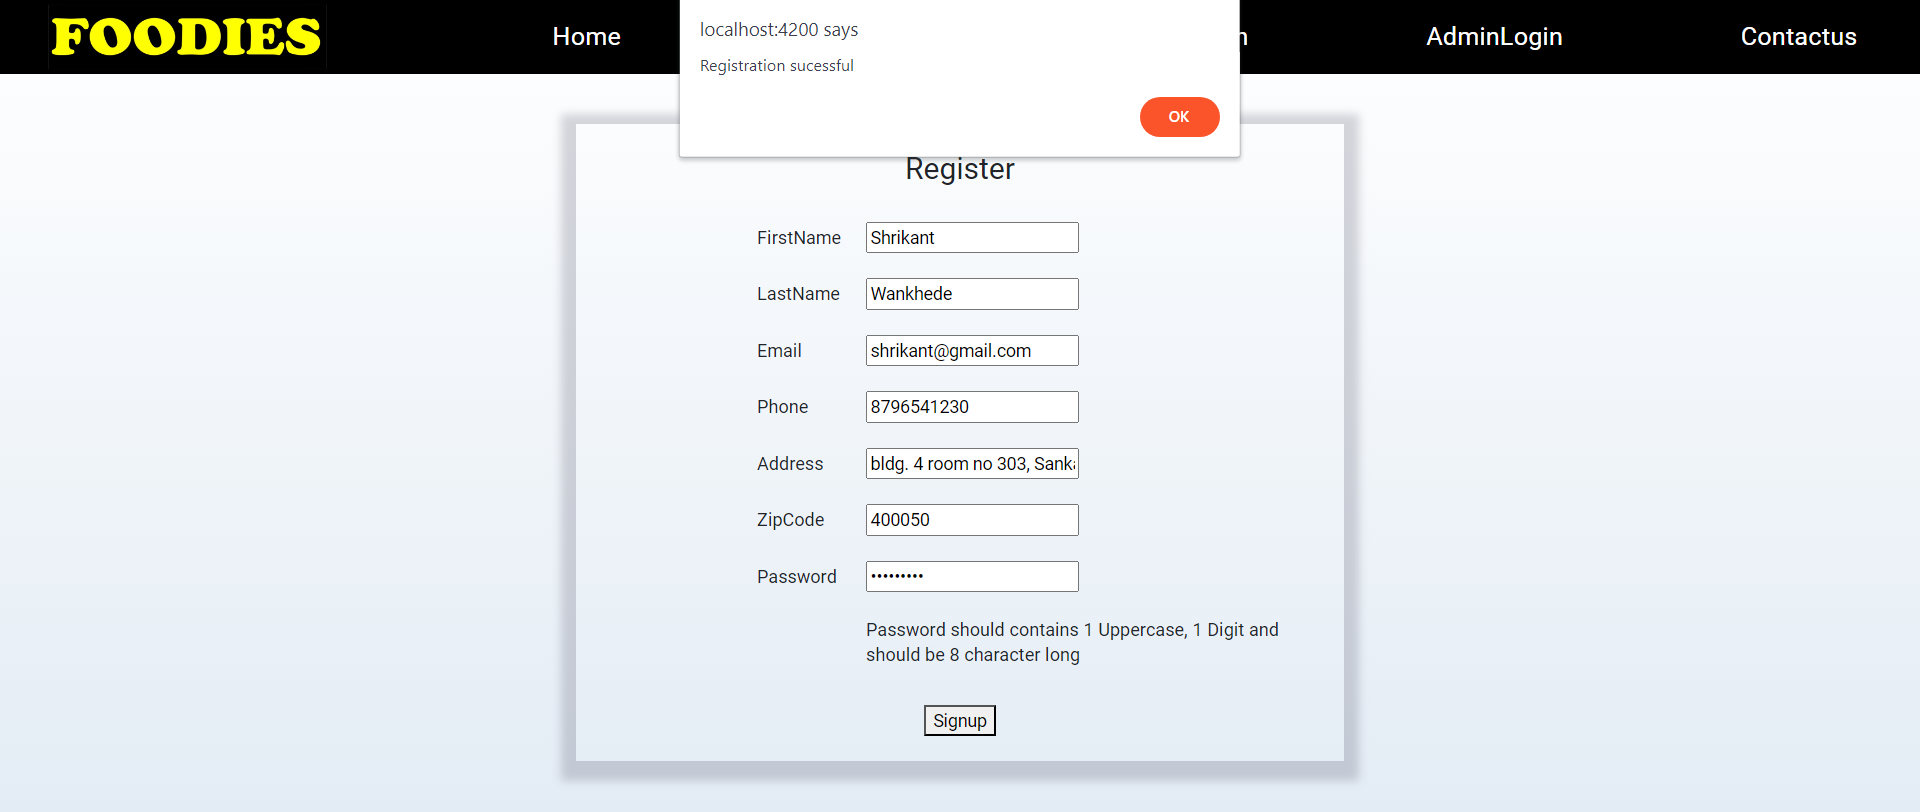 FOODIES
Home
AdminLogin
Contactus
localhost:4200 says
Registration sucessful
OK
Register
FirstName Shrikant
LastName Wankhede
Email shrikant@gmail.com
Phone 8796541230
Address bldg. 4 room no 303,
ZipCode 400050
Password •••••••••
Password should contains 1 Uppercase, 1 Digit and
should be 8 character long
Signup